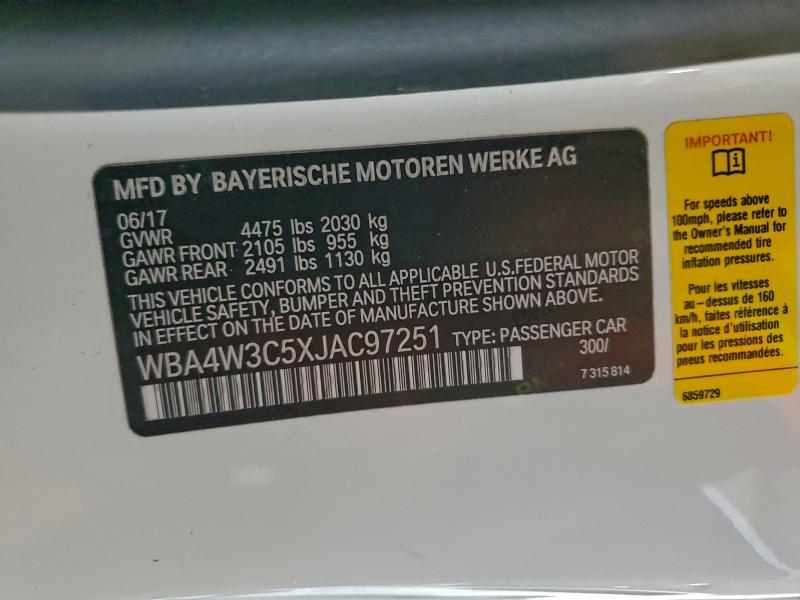 MFD BY BAYERISCHE MOTOREN WERKE AG
06/17
GVWR 4475 lbs 2030 kg
GAWR FRONT 2105 lbs 955 kg
GAWR REAR 2491 lbs 1130 kg
THIS VEHICLE CONFORMS TO ALL APPLICABLE U.S.FEDERAL MOTOR
VEHICLE SAFETY, BUMPER AND THEFT PREVENTION STANDARDS
IN EFFECT ON THE DATE OF MANUFACTURE SHOWN ABOVE.
WBA4W3C5XJAC97251 TYPE: PASSENGER CAR
300/
7 315 814
IMPORTANT!
For speeds above
100mph, please refer to
the Owner's Manual for
recommended tire
inflation pressures.
Pour les vitesses
au-dessus de 160
km/h, faites référence à
la notice d'utilisation
pour les pressions des
pneus recommandées.
6859729